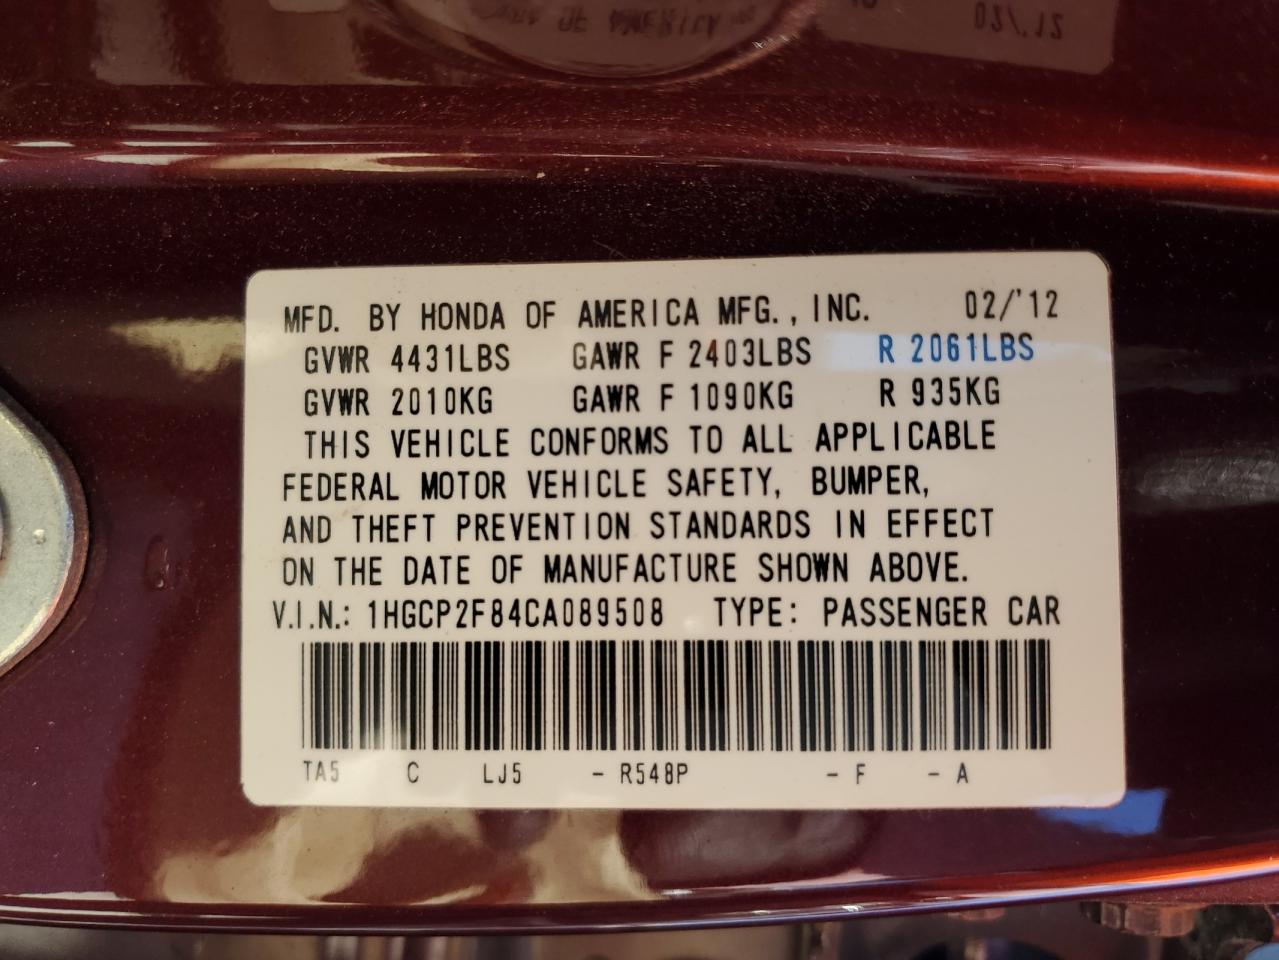 MFD. BY HONDA OF AMERICA MFG., INC. 02/'12
GVWR 4431LBS GAWR F 2403LBS R 2061LBS
GVWR 2010KG GAWR F 1090KG R 935KG
THIS VEHICLE CONFORMS TO ALL APPLICABLE
FEDERAL MOTOR VEHICLE SAFETY, BUMPER,
AND THEFT PREVENTION STANDARDS IN EFFECT
ON THE DATE OF MANUFACTURE SHOWN ABOVE.
V.I.N.: 1HGCP2F84CA089508 TYPE: PASSENGER CAR
TA5 C LJ5 - R548P - F - A